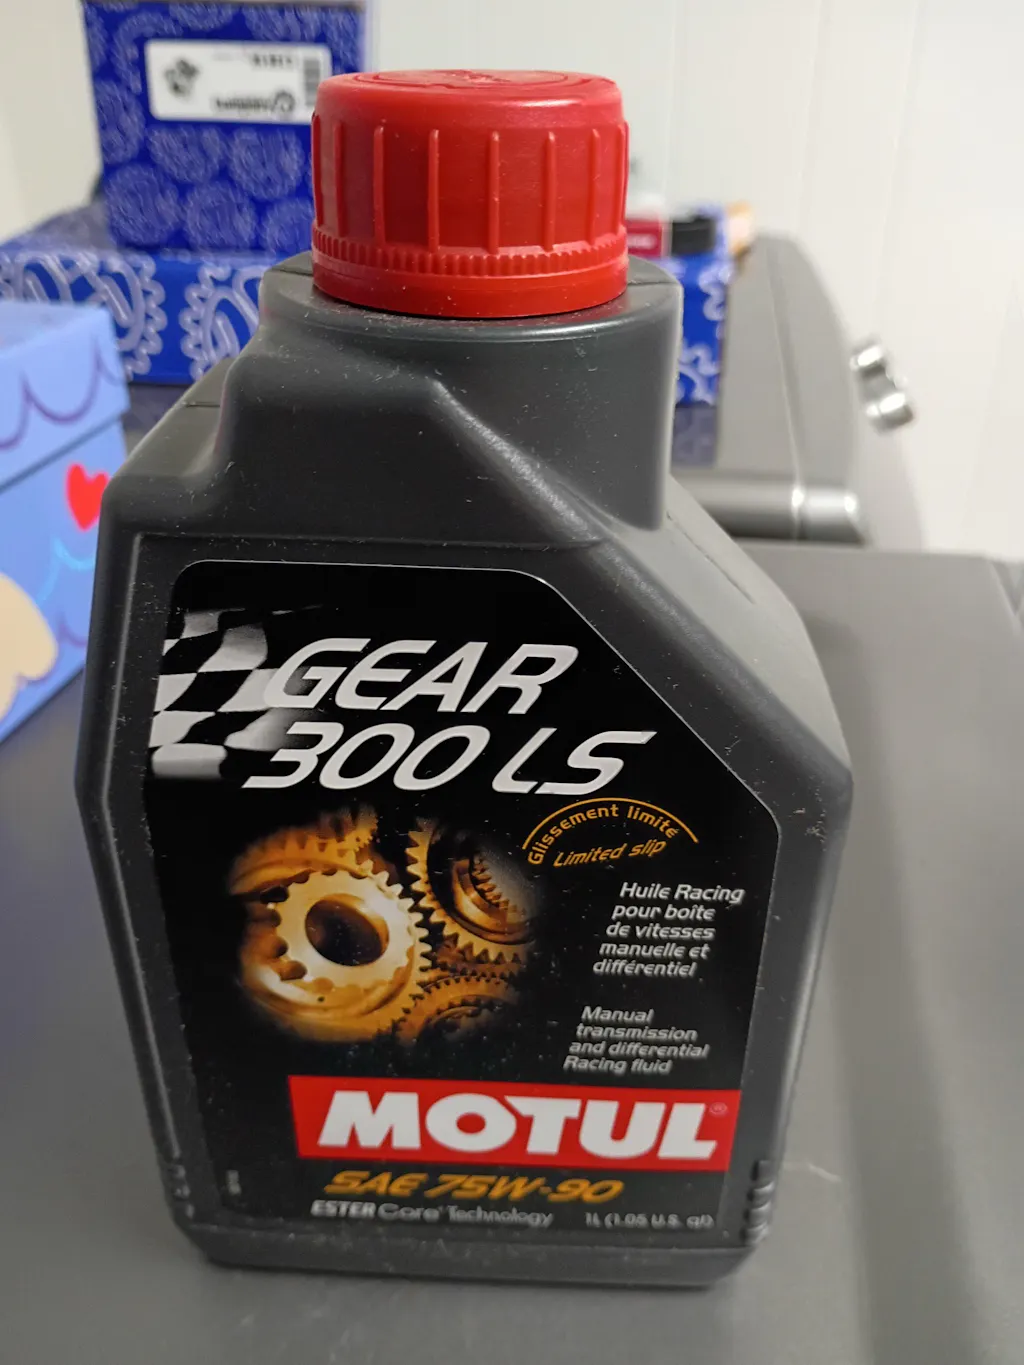 GEAR
300 LS
Glissement limité
Limited slip
Huile Racing
pour boîte
de vitesses
manuelle et
différentiel
Manual
transmission
and differential
Racing fluid
MOTUL®
SAE 75W-90
ESTER Core® Technology 1L (1.05 U.S. qt)